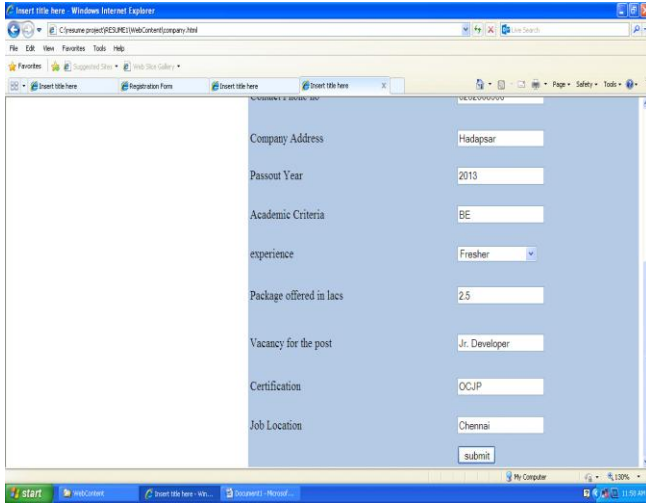 Insert title here - Windows Internet Explorer
C:\resume project\RESUME1\WebContent\company.html
Live Search
File Edit View Favorites Tools Help
Favorites Suggested Sites Web Slice Gallery
Insert title here Registration Form Insert title here Insert title here X Page Safety Tools
Contact Phone no
Company Address Hadapsar
Passout Year 2013
Academic Criteria BE
experience Fresher
Package offered in lacs 2.5
Vacancy for the post Jr. Developer
Certification OCJP
Job Location Chennai
submit
My Computer 130%
start WebContent Insert title here - Win... Document1 - Microsof... 11:58 AM